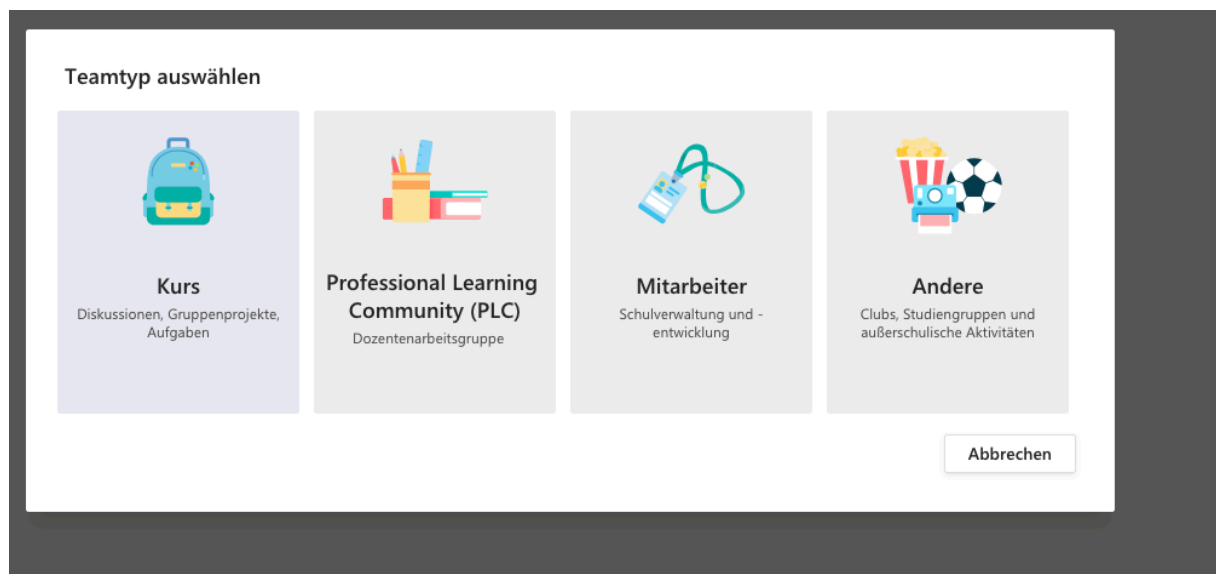 Teamtyp auswählen
Kurs
Diskussionen, Gruppenprojekte,
Aufgaben
Professional Learning
Community (PLC)
Dozentenarbeitsgruppe
Mitarbeiter
Schulverwaltung und -
entwicklung
Andere
Clubs, Studiengruppen und
außerschulische Aktivitäten
Abbrechen